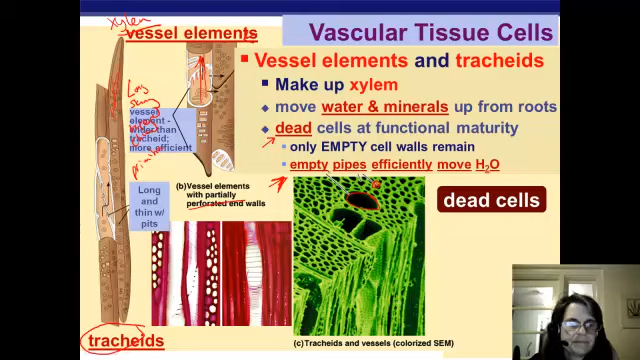 xylem
vessel elements
Vascular Tissue Cells
Vessel elements and tracheids
Make up xylem
move water & minerals up from roots
dead cells at functional maturity
only EMPTY cell walls remain
empty pipes efficiently move H₂O
Long
vessel
element -
wider than
tracheid;
more efficient
Long and
thin w/
pits
(b) Vessel elements
with partially
perforated end walls
dead cells
tracheids
(c) Tracheids and vessels (colorized SEM)